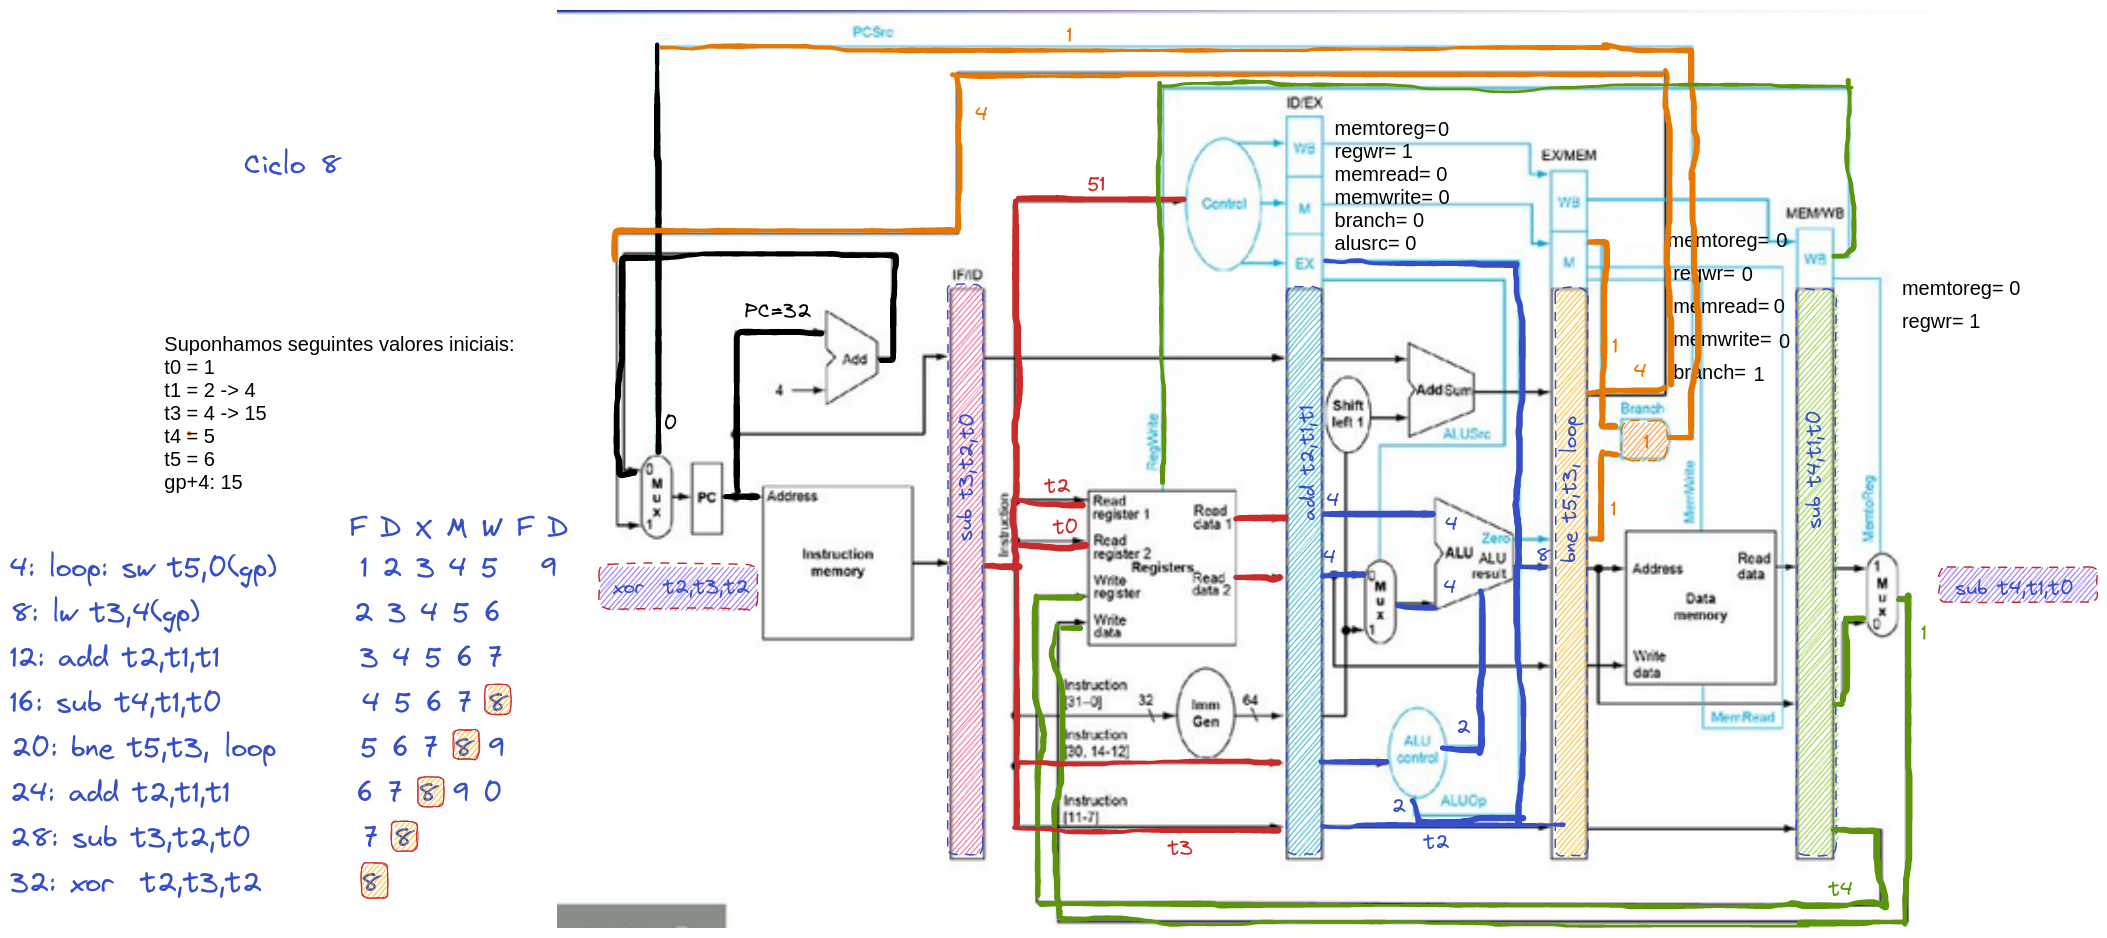 Ciclo 8
Suponhamos seguintes valores iniciais:
t0 = 1
t1 = 2 -> 4
t3 = 4 -> 15
t4 = 5
t5 = 6
gp+4: 15
F D X M W F D
4: loop: sw t5,0(gp) 1 2 3 4 5 9
8: lw t3,4(gp) 2 3 4 5 6
12: add t2,t1,t1 3 4 5 6 7
16: sub t4,t1,t0 4 5 6 7 8
20: bne t5,t3, loop 5 6 7 8 9
24: add t2,t1,t1 6 7 8 9 0
28: sub t3,t2,t0 7 8
32: xor t2,t3,t2 8
PCSrc
1
4
0
PC=32
Add
4
0
Mux
1
PC
Address
Instruction memory
xor t2,t3,t2
IF/ID
sub t3,t2,t0
Instruction
51
Control
t2
t0
RegWrite
Read register 1
Read register 2
Write register
Write data
Registers
Read data 1
Read data 2
Instruction [31-0]
32
Imm Gen
64
Instruction [30, 14-12]
Instruction [11-7]
t3
ID/EX
WB
M
EX
add t2,t1,t1
memtoreg= 0
regwr= 1
memread= 0
memwrite= 0
branch= 0
alusrc= 0
Shift left 1
AddSum
ALUSrc
4
4
4
4
0
Mux
1
ALU
Zero
ALU result
8
2
ALU control
2
ALUOp
t2
EX/MEM
WB
M
bne t5,t3, loop
memtoreg= 0
regwr= 0
memread= 0
memwrite= 0
branch= 1
1
4
Branch
1
1
MemWrite
Address
Read data
Data memory
Write data
MemRead
MEM/WB
WB
sub t4,t1,t0
memtoreg= 0
regwr= 1
MemtoReg
1
Mux
0
1
t4
sub t4,t1,t0